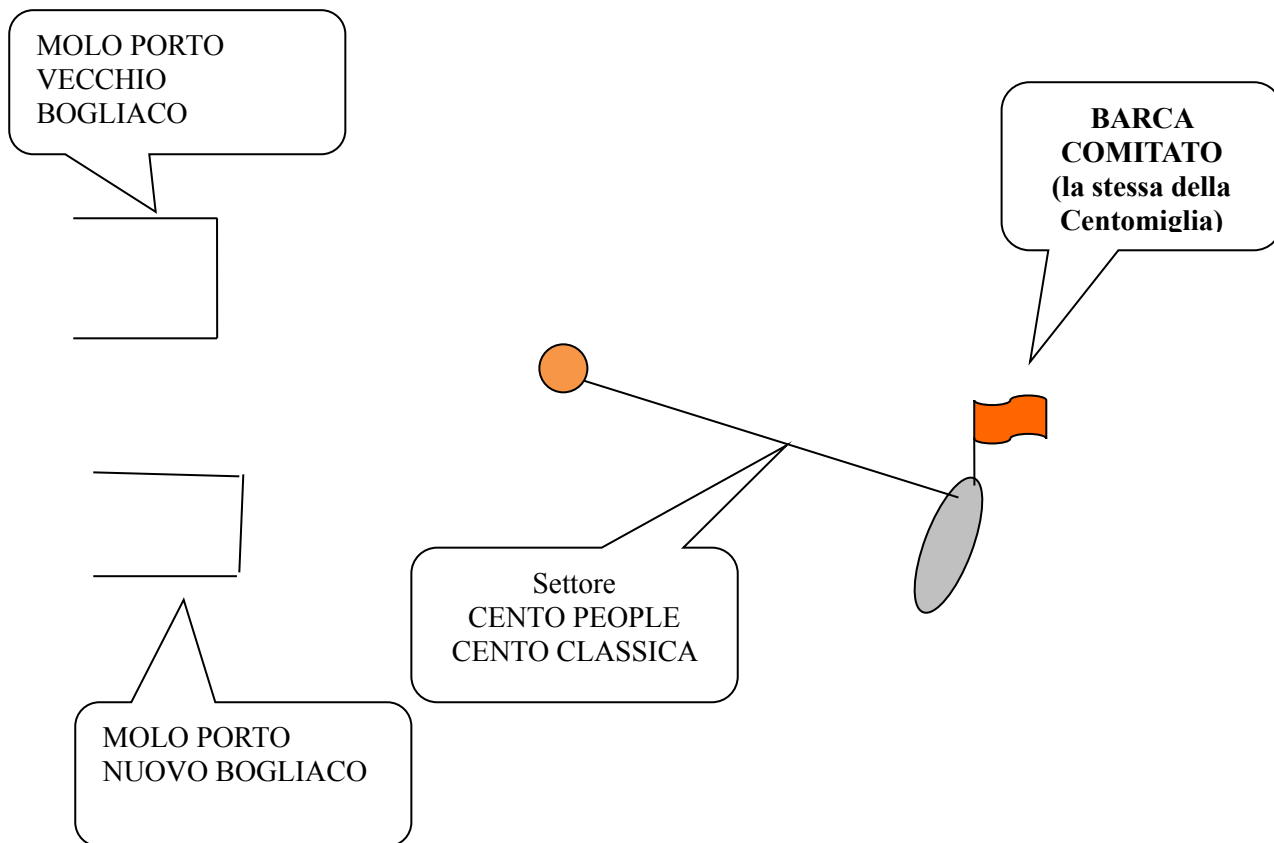 MOLO PORTO
VECCHIO
BOGLIACO
BARCA
COMITATO
(la stessa della
Centomiglia)
Settore
CENTO PEOPLE
CENTO CLASSICA
MOLO PORTO
NUOVO BOGLIACO